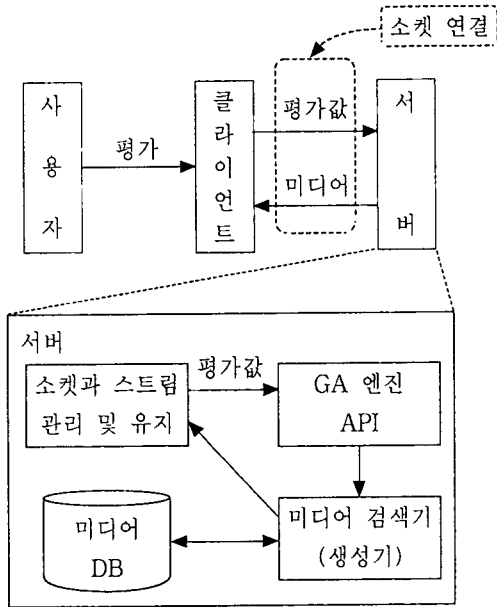 소켓 연결
사용자
평가
클라이언트
평가값
미디어
서버
서버
소켓과 스트림
관리 및 유지
평가값
GA 엔진
API
미디어
DB
미디어 검색기
(생성기)